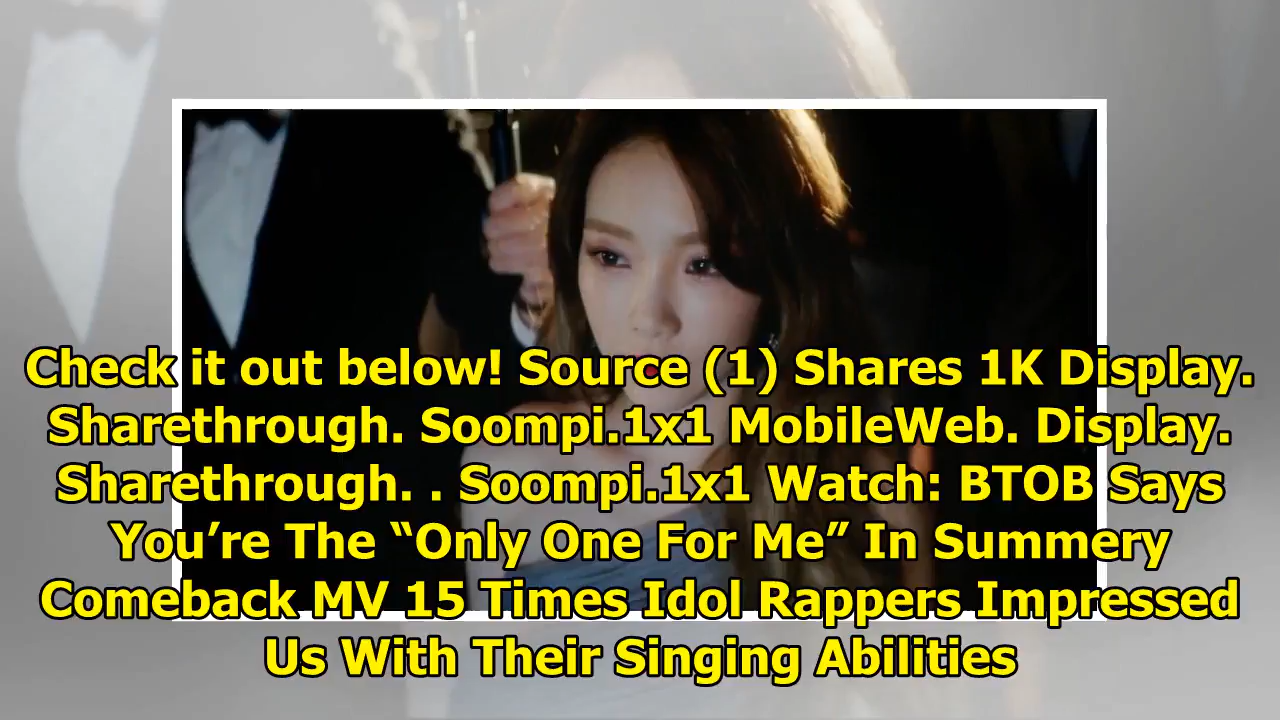 Check it out below! Source (1) Shares 1K Display.
Sharethrough. Soompi.1x1 MobileWeb. Display.
Sharethrough. . Soompi.1x1 Watch: BTOB Says
You’re The “Only One For Me” In Summery
Comeback MV 15 Times Idol Rappers Impressed
Us With Their Singing Abilities